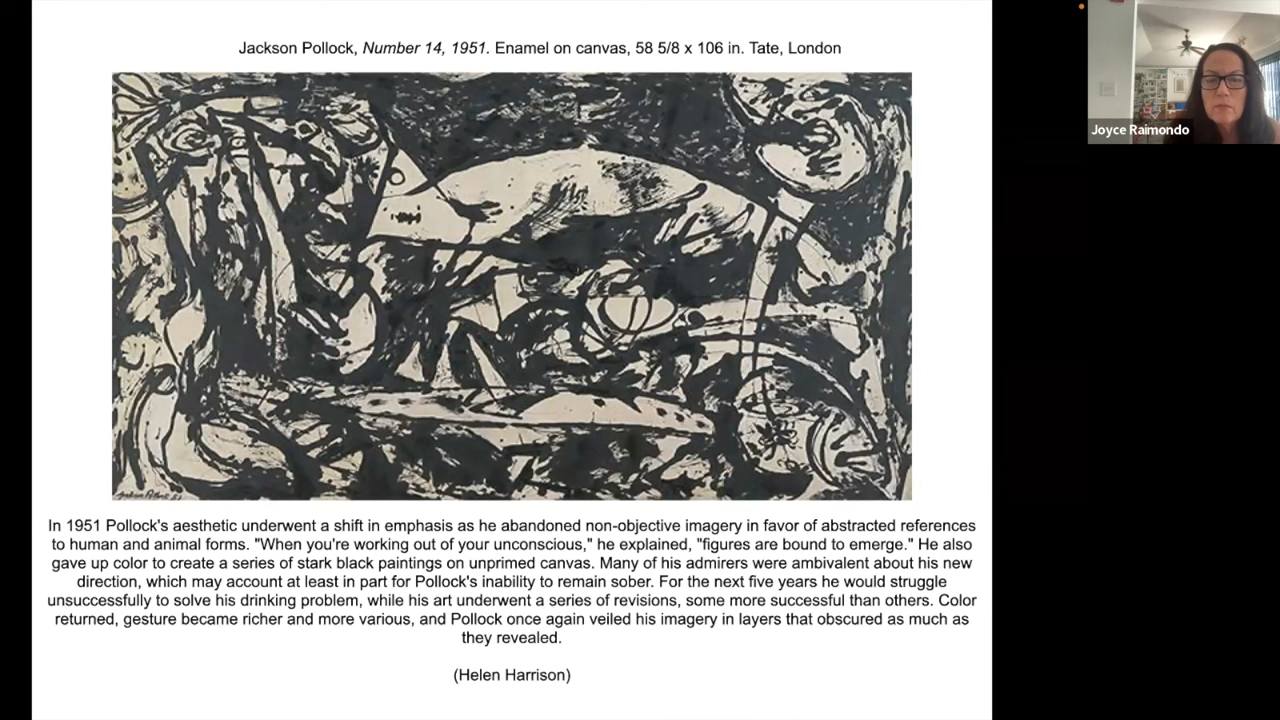 Jackson Pollock, Number 14, 1951. Enamel on canvas, 58 5/8 x 106 in. Tate, London
Joyce Raimondo
In 1951 Pollock's aesthetic underwent a shift in emphasis as he abandoned non-objective imagery in favor of abstracted references
to human and animal forms. "When you're working out of your unconscious," he explained, "figures are bound to emerge." He also
gave up color to create a series of stark black paintings on unprimed canvas. Many of his admirers were ambivalent about his new
direction, which may account at least in part for Pollock's inability to remain sober. For the next five years he would struggle
unsuccessfully to solve his drinking problem, while his art underwent a series of revisions, some more successful than others. Color
returned, gesture became richer and more various, and Pollock once again veiled his imagery in layers that obscured as much as
they revealed.
(Helen Harrison)